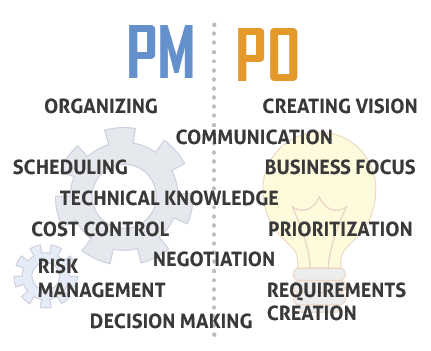 PM PO
ORGANIZING CREATING VISION
COMMUNICATION
SCHEDULING BUSINESS FOCUS
TECHNICAL KNOWLEDGE
COST CONTROL PRIORITIZATION
NEGOTIATION
RISK
MANAGEMENT
REQUIREMENTS
CREATION
DECISION MAKING